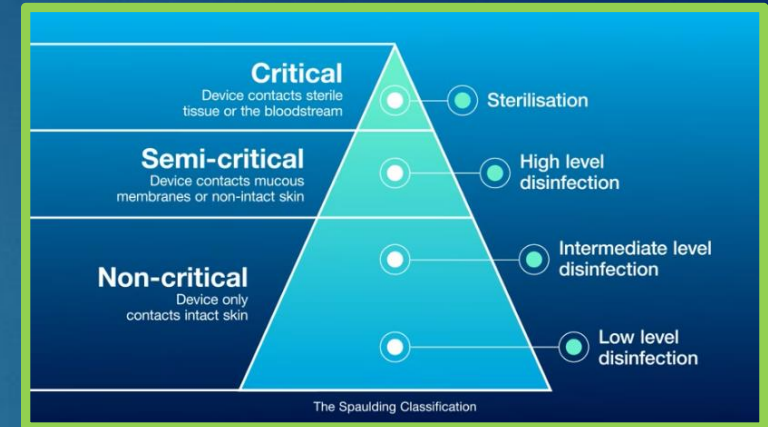 Critical
Device contacts sterile
tissue or the bloodstream
Sterilisation
Semi-critical
Device contacts mucous
membranes or non-intact skin
High level
disinfection
Non-critical
Device only
contacts intact skin
Intermediate level
disinfection
Low level
disinfection
The Spaulding Classification